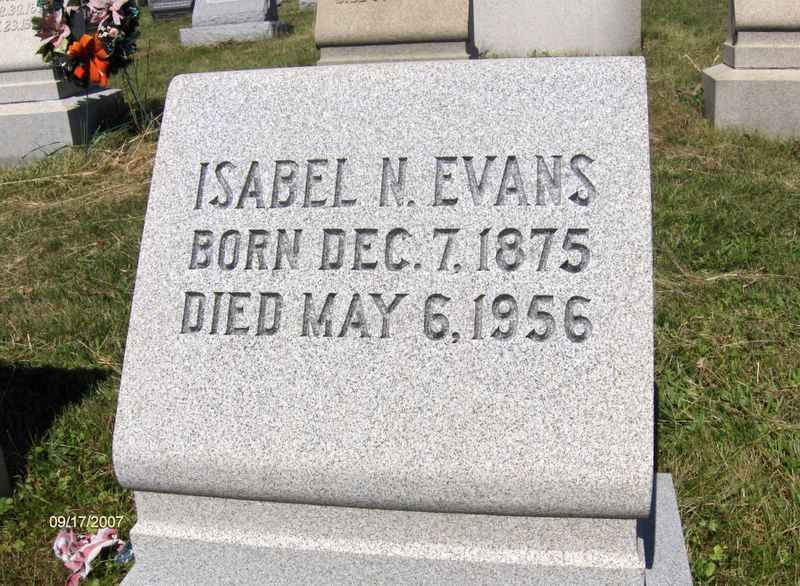 ISABEL N. EVANS
BORN DEC. 7, 1875
DIED MAY 6, 1956
09/17/2007